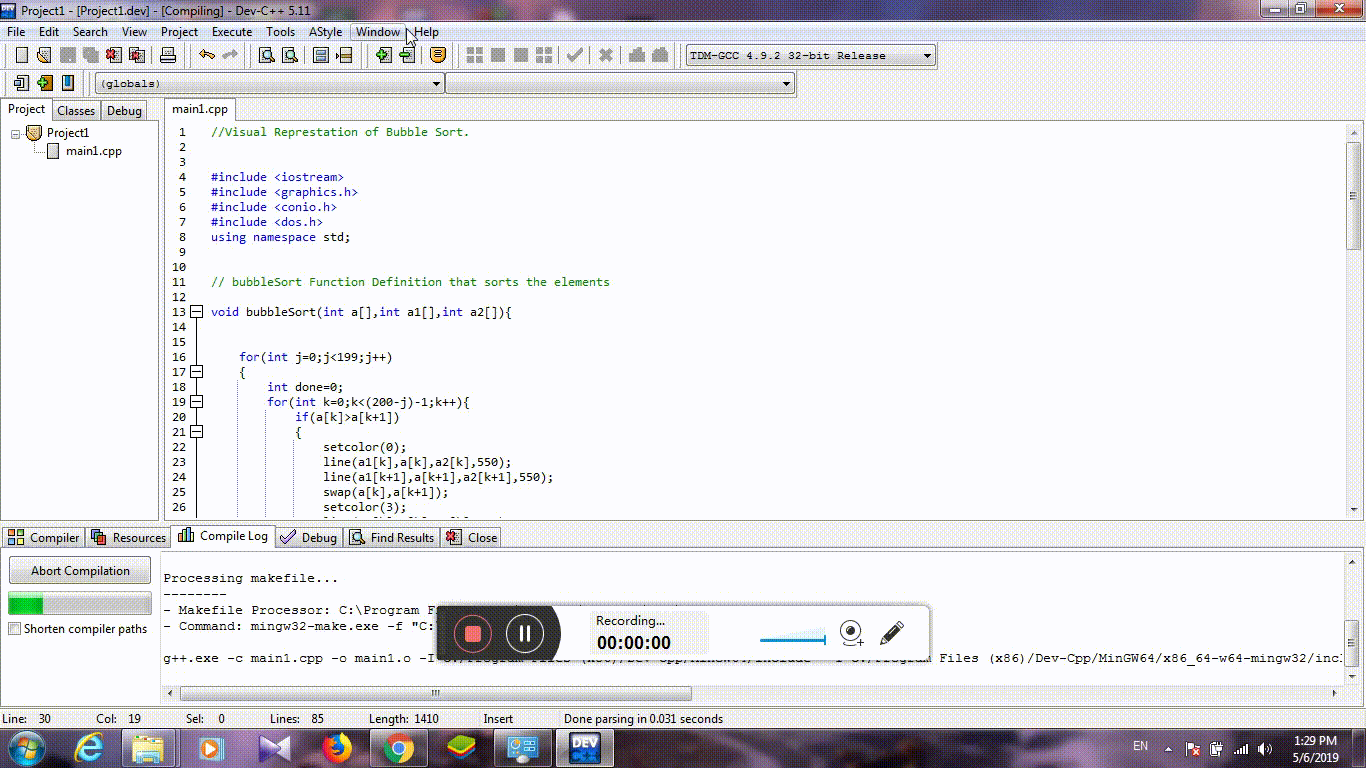 Project1 - [Project1.dev] - [Compiling] - Dev-C++ 5.11
File Edit Search View Project Execute Tools AStyle Window Help
TDM-GCC 4.9.2 32-bit Release
(globals)
Project Classes Debug
main1.cpp
Project1
main1.cpp
1 //Visual Represtation of Bubble Sort.
2
3
4 #include <iostream>
5 #include <graphics.h>
6 #include <conio.h>
7 #include <dos.h>
8 using namespace std;
9
10
11 // bubbleSort Function Definition that sorts the elements
12
13 void bubbleSort(int a[],int a1[],int a2[]){
14
15
16 for(int j=0;j<199;j++)
17 {
18 int done=0;
19 for(int k=0;k<(200-j)-1;k++){
20 if(a[k]>a[k+1])
21 {
22 setcolor(0);
23 line(a1[k],a[k],a2[k],550);
24 line(a1[k+1],a[k+1],a2[k+1],550);
25 swap(a[k],a[k+1]);
26 setcolor(3);
Compiler Resources Compile Log Debug Find Results Close
Abort Compilation
Shorten compiler paths
Processing makefile...
--------
- Makefile Processor: C:\Program
- Command: mingw32-make.exe -f "C:
g++.exe -c main1.cpp -o main1.o
Program Files (x86)/Dev-Cpp/MinGW64/x86_64-w64-mingw32/incl
Recording...
00:00:00
Line: 30 Col: 19 Sel: 0 Lines: 85 Length: 1410 Insert Done parsing in 0.031 seconds
DEV
EN
1:29 PM
5/6/2019